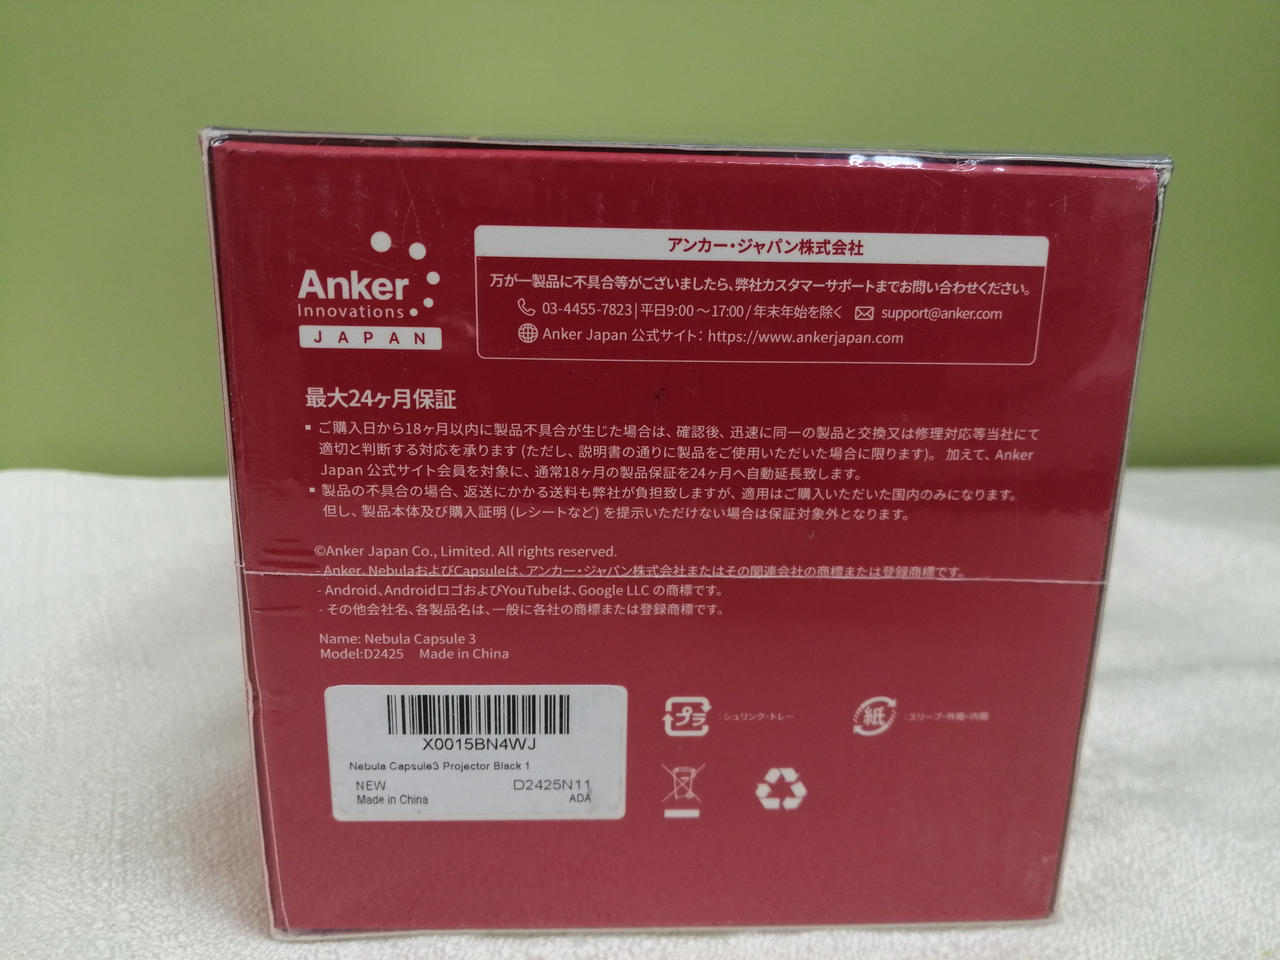 Anker
Innovations
JAPAN
アンカー・ジャパン株式会社
万が一製品に不具合等がございましたら、弊社カスタマーサポートまでお問い合わせください。
03-4455-7823|平日9:00～17:00/年末年始を除く support@anker.com
Anker Japan 公式サイト: https://www.ankerjapan.com
最大24ヶ月保証
▪ ご購入日から18ヶ月以内に製品不具合が生じた場合は、確認後、迅速に同一の製品と交換又は修理対応等当社にて
適切と判断する対応を承ります (ただし、説明書の通りに製品をご使用いただいた場合に限ります)。 加えて、Anker
Japan 公式サイト会員を対象に、通常18ヶ月の製品保証を24ヶ月へ自動延長致します。
▪ 製品の不具合の場合、返送にかかる送料も弊社が負担致しますが、適用はご購入いただいた国内のみになります。
但し、製品本体及び購入証明 (レシートなど) を提示いただけない場合は保証対象外となります。
©Anker Japan Co., Limited. All rights reserved.
- Anker, NebulaおよびCapsuleは、アンカー・ジャパン株式会社またはその関連会社の商標または登録商標です。
- Android、AndroidロゴおよびYouTubeは、Google LLC の商標です。
- その他会社名、各製品名は、一般に各社の商標または登録商標です。
Name: Nebula Capsule 3
Model:D2425 Made in China
X0015BN4WJ
Nebula Capsule3 Projector Black 1
NEW D2425N11
Made in China ADA
プラ :シュリンク・トレー
紙 :スリーブ・外箱・内箱